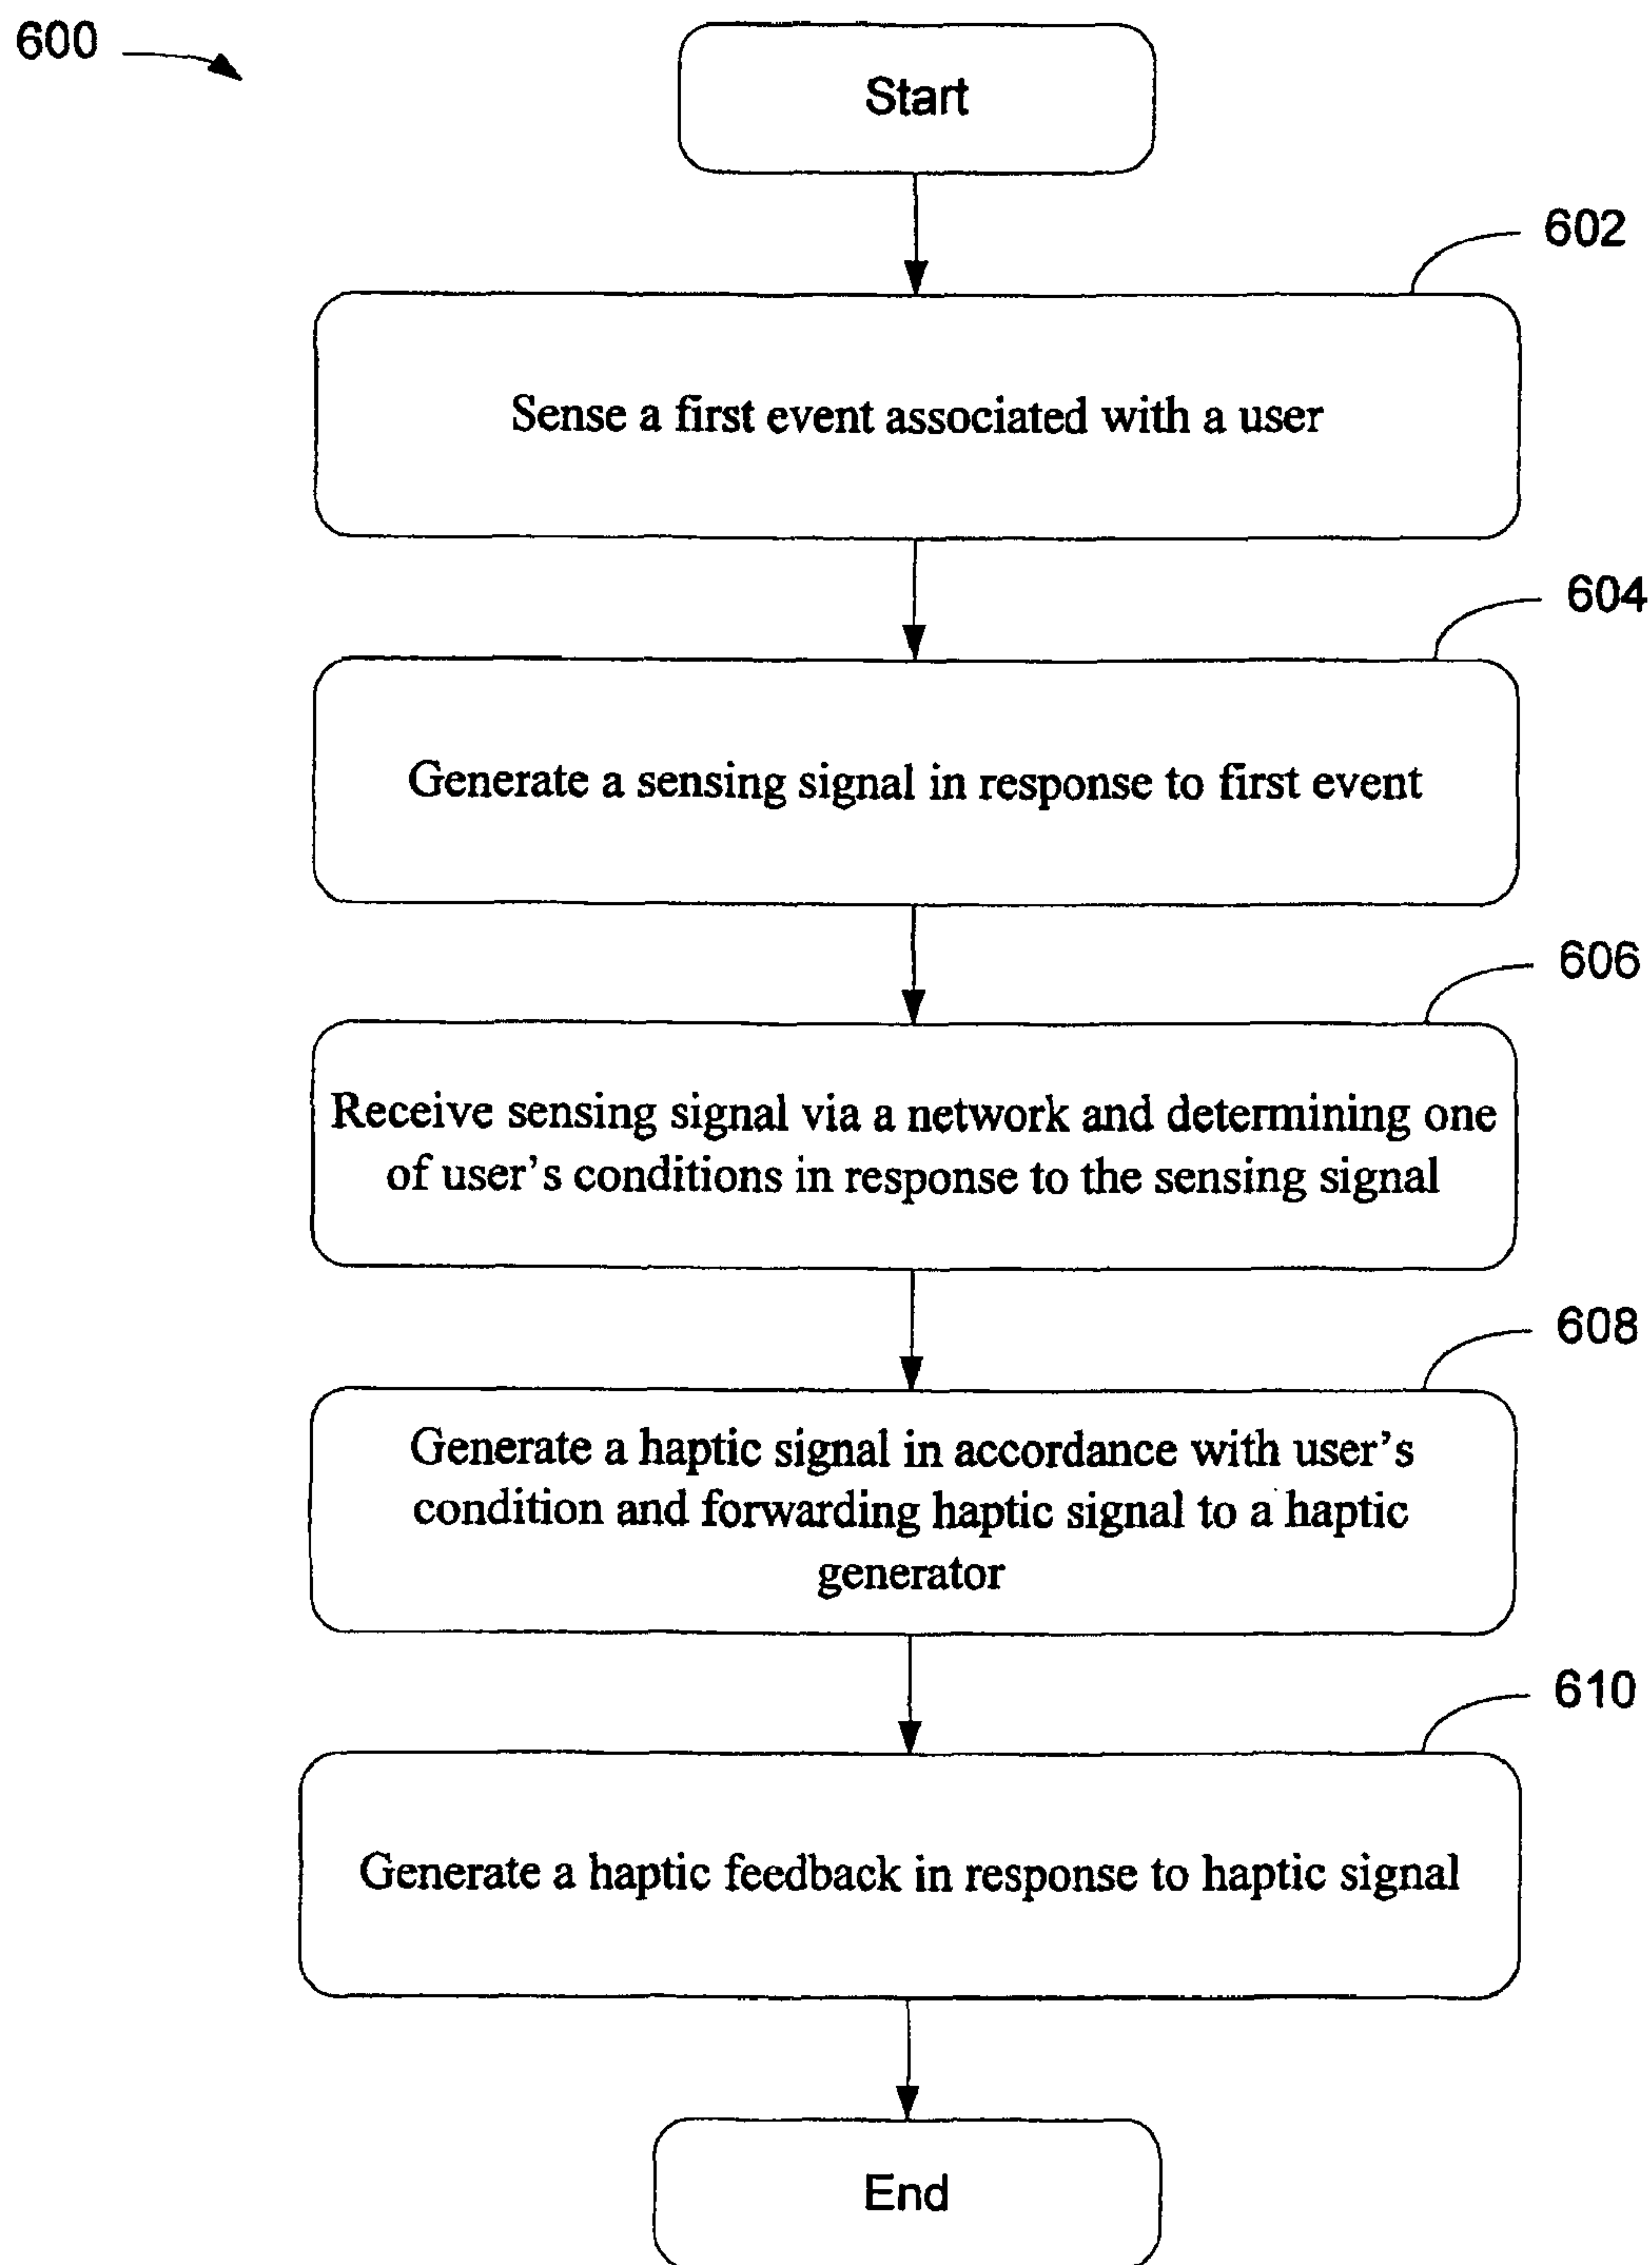 600
Start
602
Sense a first event associated with a user
604
Generate a sensing signal in response to first event
606
Receive sensing signal via a network and determining one
of user's conditions in response to the sensing signal
608
Generate a haptic signal in accordance with user's
condition and forwarding haptic signal to a haptic
generator
610
Generate a haptic feedback in response to haptic signal
End